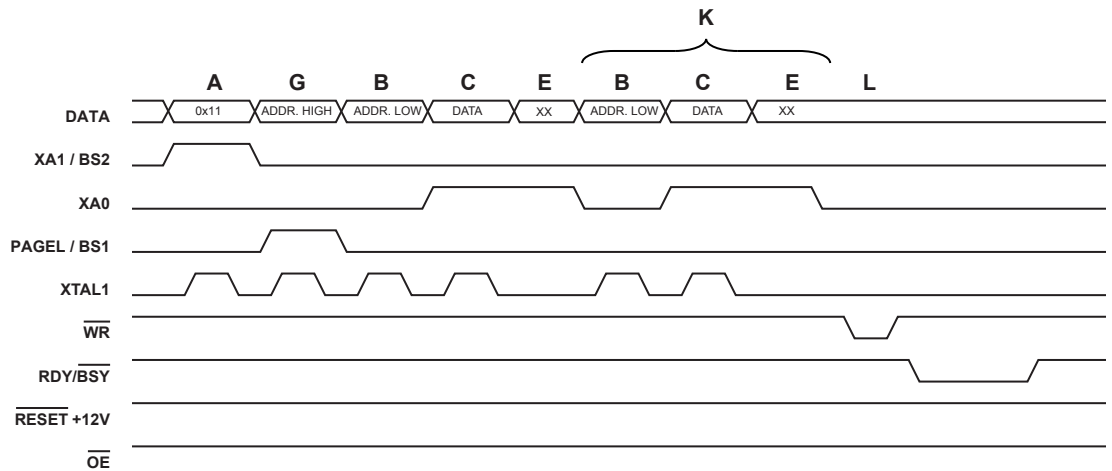 K
A G B C E B C E L
DATA 0x11 ADDR. HIGH ADDR. LOW DATA XX ADDR. LOW DATA XX
XA1 / BS2
XA0
PAGEL / BS1
XTAL1
WR
RDY/BSY
RESET +12V
OE